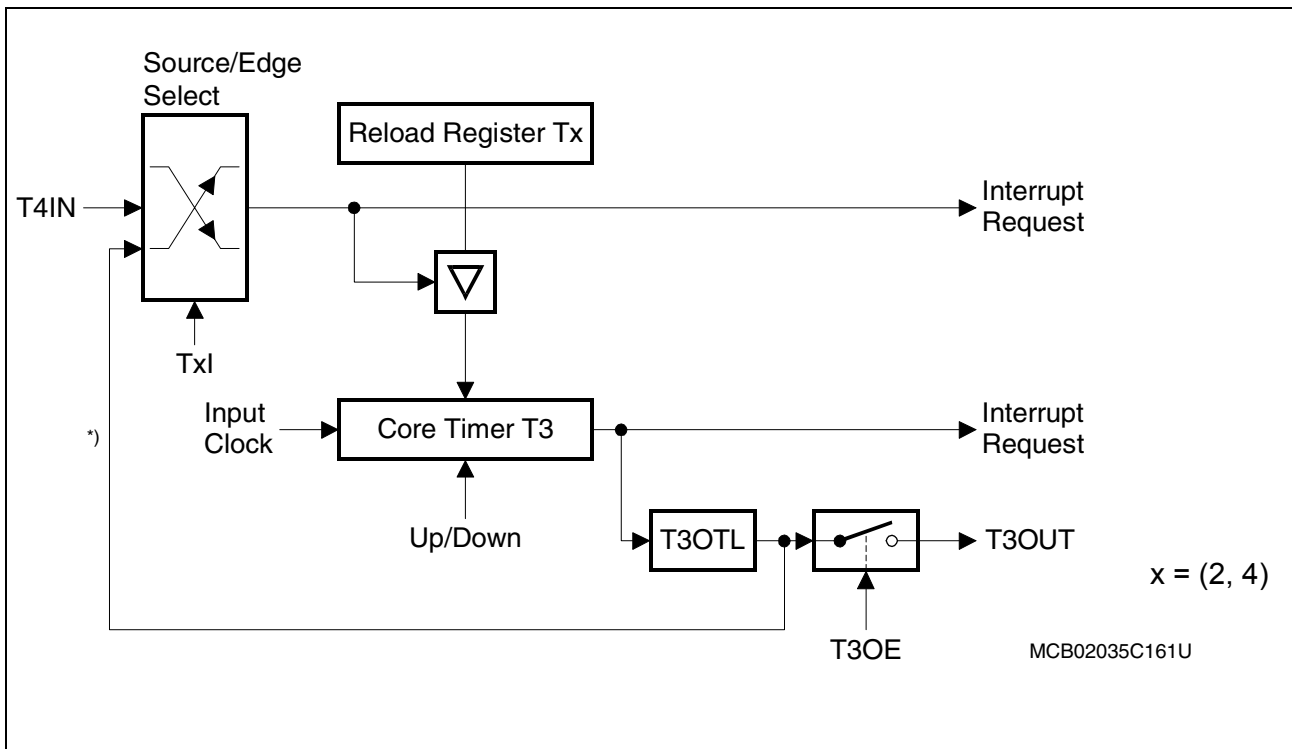 Source/Edge
Select
Reload Register Tx
T4IN
Interrupt
Request
TxI
Input
Clock
Core Timer T3
Interrupt
Request
*)
Up/Down
T3OTL
T3OUT
x = (2, 4)
T3OE
MCB02035C161U